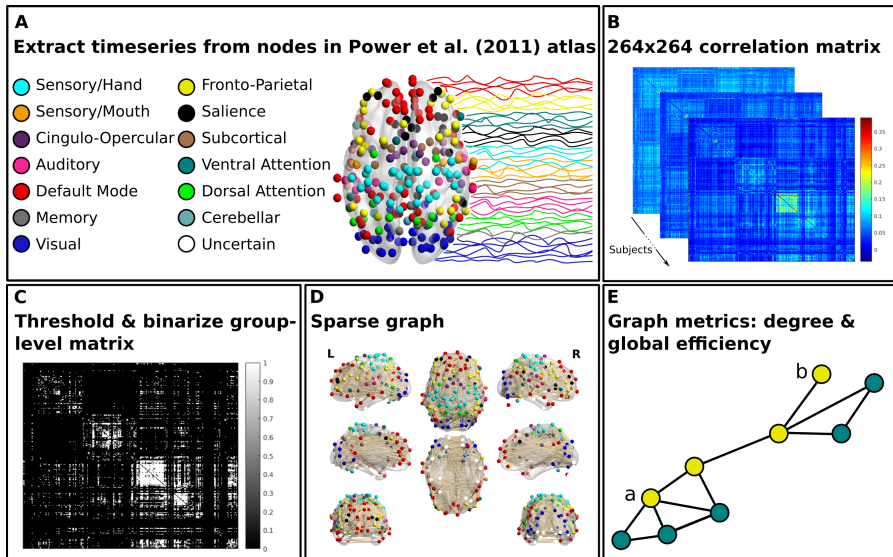 A
Extract timeseries from nodes in Power et al. (2011) atlas
Sensory/Hand
Sensory/Mouth
Cingulo-Opercular
Auditory
Default Mode
Memory
Visual
Fronto-Parietal
Salience
Subcortical
Ventral Attention
Dorsal Attention
Cerebellar
Uncertain
B
264x264 correlation matrix
0.35
0.3
0.25
0.2
0.15
0.1
0.05
0
Subjects
C
Threshold & binarize group-
level matrix
1
0.9
0.8
0.7
0.6
0.5
0.4
0.3
0.2
0.1
0
D
Sparse graph
L
R
E
Graph metrics: degree &
global efficiency
b
a